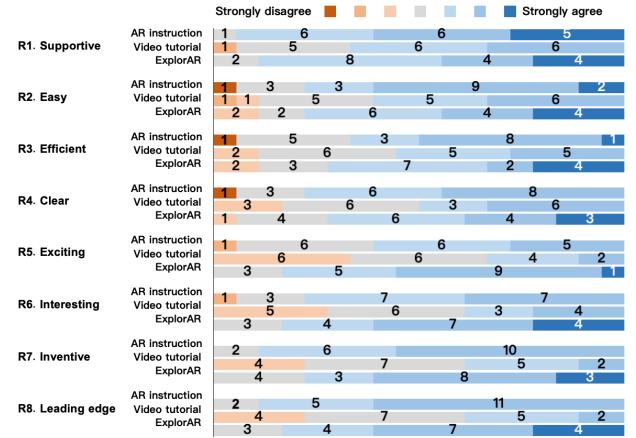 Strongly disagree Strongly agree
R1. Supportive
AR instruction 1 6 6 5
Video tutorial 1 5 6 6
ExplorAR 2 8 4 4
R2. Easy
AR instruction 1 3 3 9 2
Video tutorial 1 1 5 5 6
ExplorAR 2 2 6 4 4
R3. Efficient
AR instruction 1 5 3 8 1
Video tutorial 2 6 5 5
ExplorAR 2 3 7 2 4
R4. Clear
AR instruction 1 3 6 8
Video tutorial 3 6 3 6
ExplorAR 1 4 6 4 3
R5. Exciting
AR instruction 1 6 6 5
Video tutorial 6 6 4 2
ExplorAR 3 5 9 1
R6. Interesting
AR instruction 1 3 7 7
Video tutorial 5 6 3 4
ExplorAR 3 4 7 4
R7. Inventive
AR instruction 2 6 10
Video tutorial 4 7 5 2
ExplorAR 4 3 8 3
R8. Leading edge
AR instruction 2 5 11
Video tutorial 4 7 5 2
ExplorAR 3 4 7 4